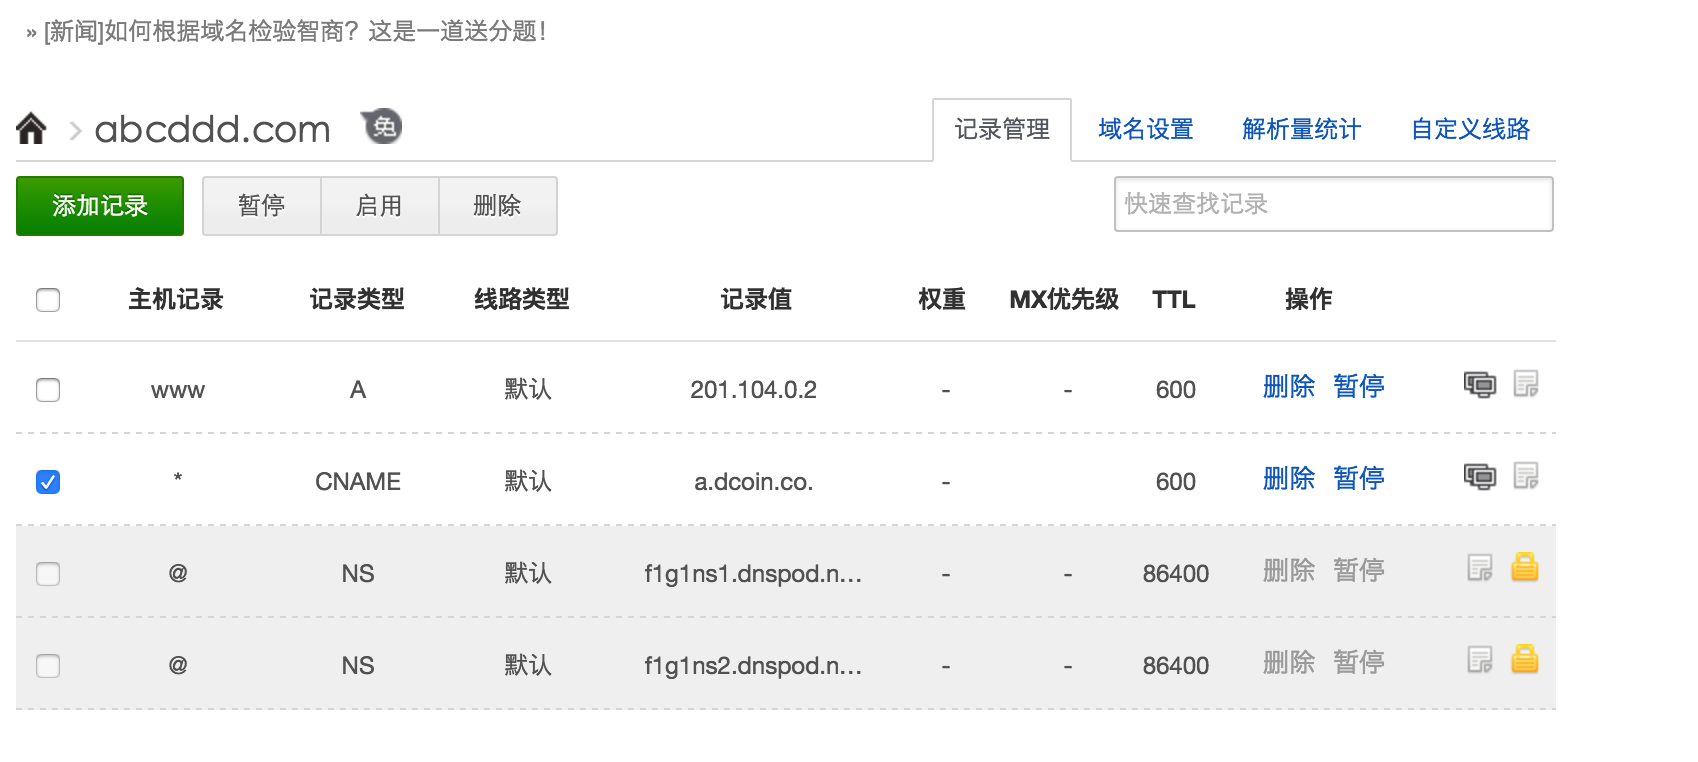 » [新闻]如何根据域名检验智商？这是一道送分题！
abcddd.com 免
记录管理 域名设置 解析量统计 自定义线路
添加记录 暂停 启用 删除 快速查找记录
主机记录 记录类型 线路类型 记录值 权重 MX优先级 TTL 操作
www A 默认 201.104.0.2 - - 600 删除 暂停
* CNAME 默认 a.dcoin.co. - 600 删除 暂停
@ NS 默认 f1g1ns1.dnspod.n... - - 86400 删除 暂停
@ NS 默认 f1g1ns2.dnspod.n... - - 86400 删除 暂停